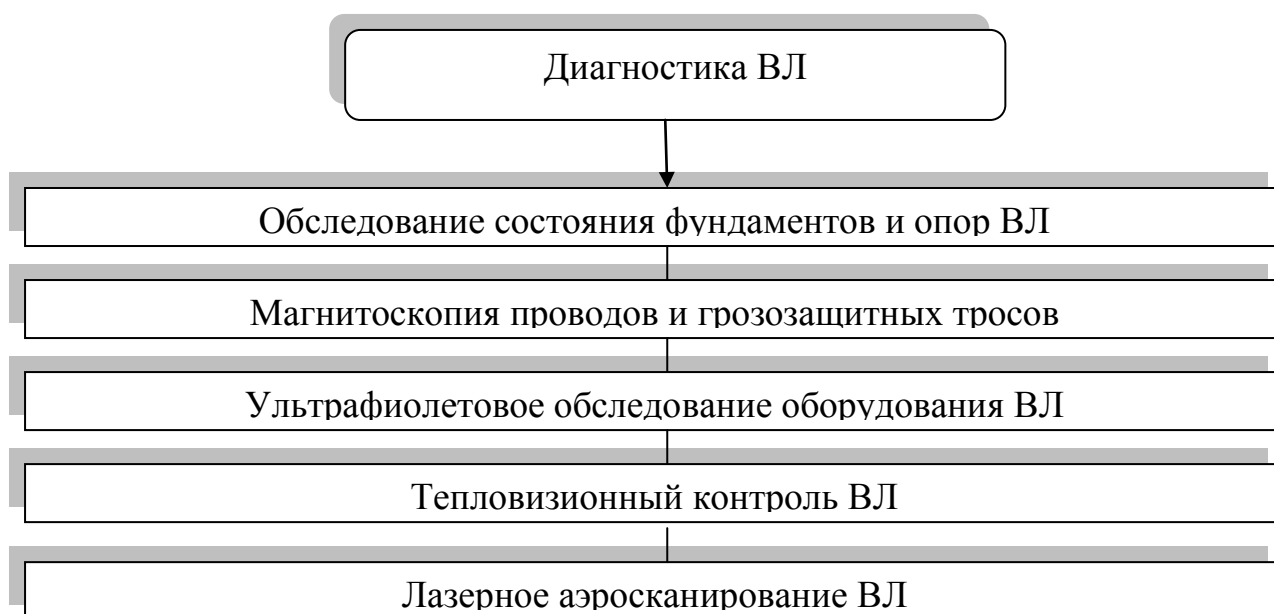 Диагностика ВЛ
Обследование состояния фундаментов и опор ВЛ
Магнитоскопия проводов и грозозащитных тросов
Ультрафиолетовое обследование оборудования ВЛ
Тепловизионный контроль ВЛ
Лазерное аэросканирование ВЛ